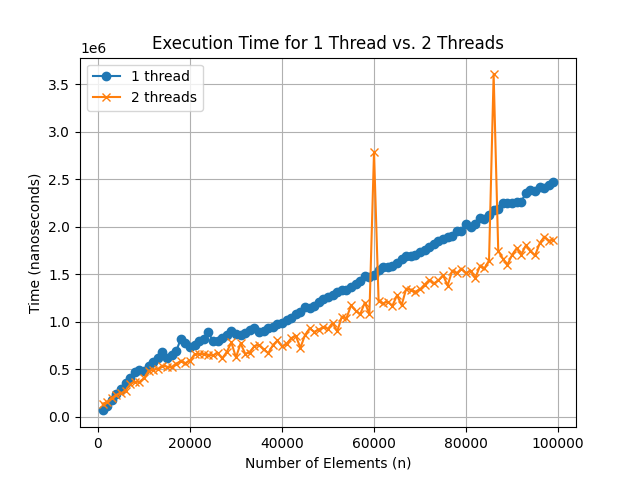 Execution Time for 1 Thread vs. 2 Threads
1e6
1 thread
2 threads
3.5
3.0
2.5
2.0
1.5
1.0
0.5
0.0
Time (nanoseconds)
0 20000 40000 60000 80000 100000
Number of Elements (n)